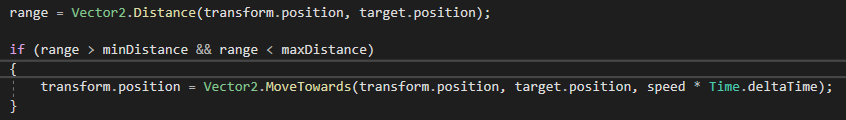 range = Vector2.Distance(transform.position, target.position);
if (range > minDistance && range < maxDistance)
{
transform.position = Vector2.MoveTowards(transform.position, target.position, speed * Time.deltaTime);
}